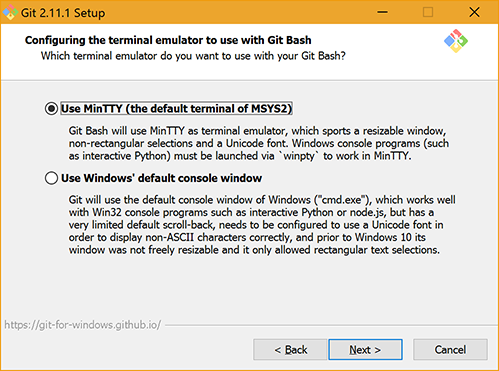 Git 2.11.1 Setup
Configuring the terminal emulator to use with Git Bash
Which terminal emulator do you want to use with your Git Bash?
Use MinTTY (the default terminal of MSYS2)
Git Bash will use MinTTY as terminal emulator, which sports a resizable window,
non-rectangular selections and a Unicode font. Windows console programs (such
as interactive Python) must be launched via `winpty` to work in MinTTY.
Use Windows' default console window
Git will use the default console window of Windows ("cmd.exe"), which works well
with Win32 console programs such as interactive Python or node.js, but has a
very limited default scroll-back, needs to be configured to use a Unicode font in
order to display non-ASCII characters correctly, and prior to Windows 10 its
window was not freely resizable and it only allowed rectangular text selections.
https://git-for-windows.github.io/
< Back
Next >
Cancel